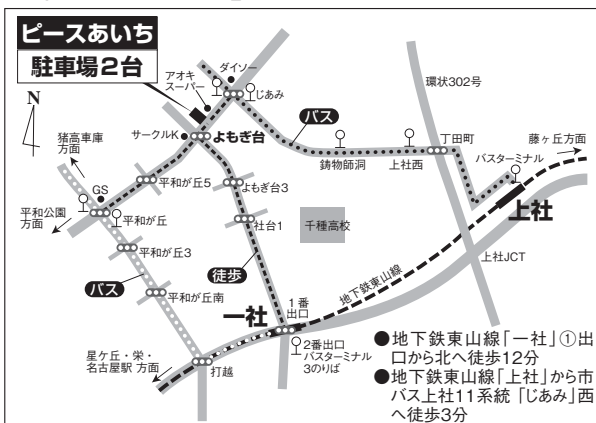 ピースあいち
駐車場2台
N
アオキ
スーパー
ダイソー
じあみ
バス
環状302号
猪高車庫
方面
サークルK
よもぎ台
鋳物師洞
上社西
丁田町
藤ヶ丘方面
バスターミナル
GS
平和が丘5
よもぎ台3
平和公園
方面
平和が丘
社台1
千種高校
上社
平和が丘3
バス
徒歩
上社JCT
平和が丘南
一社
1番
出口
地下鉄東山線
星ヶ丘・栄・
名古屋駅 方面
打越
2番出口
バスターミナル
3のりば
●地下鉄東山線「一社」①出
口から北へ徒歩12分
●地下鉄東山線「上社」から市
バス上社11系統 「じあみ」西
へ徒歩3分